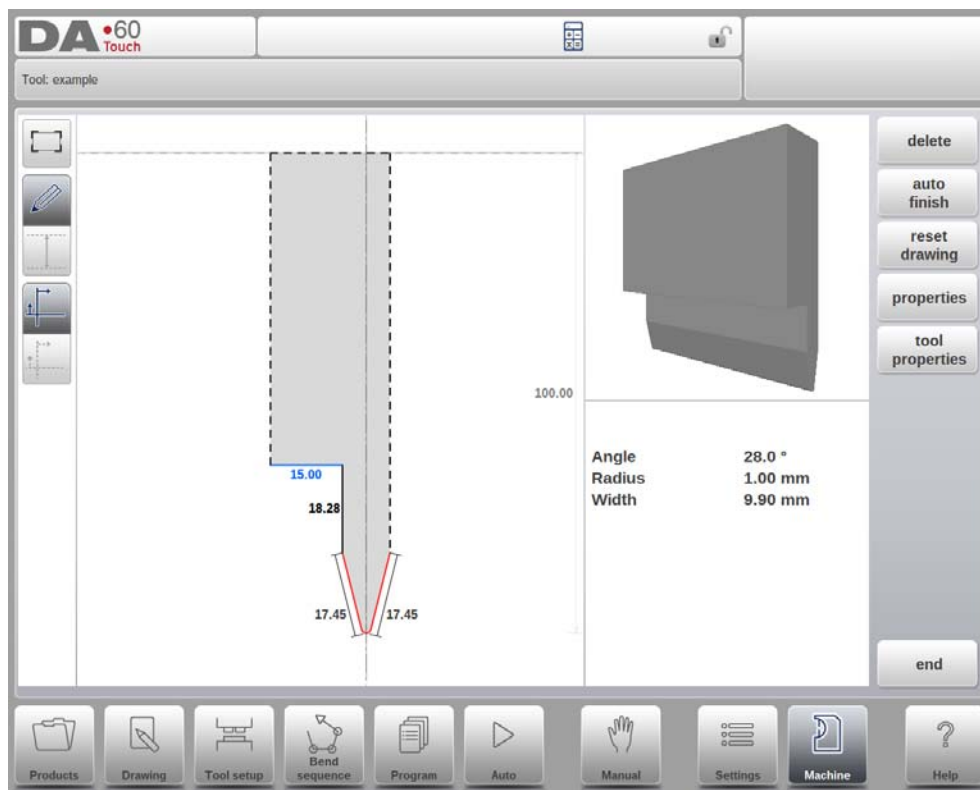 DA•60
Touch
Tool: example
delete
auto
finish
reset
drawing
properties
tool
properties
100.00
15.00
18.28
17.45
17.45
Angle 28.0 °
Radius 1.00 mm
Width 9.90 mm
end
Products
Drawing
Tool setup
Bend
sequence
Program
Auto
Manual
Settings
Machine
Help